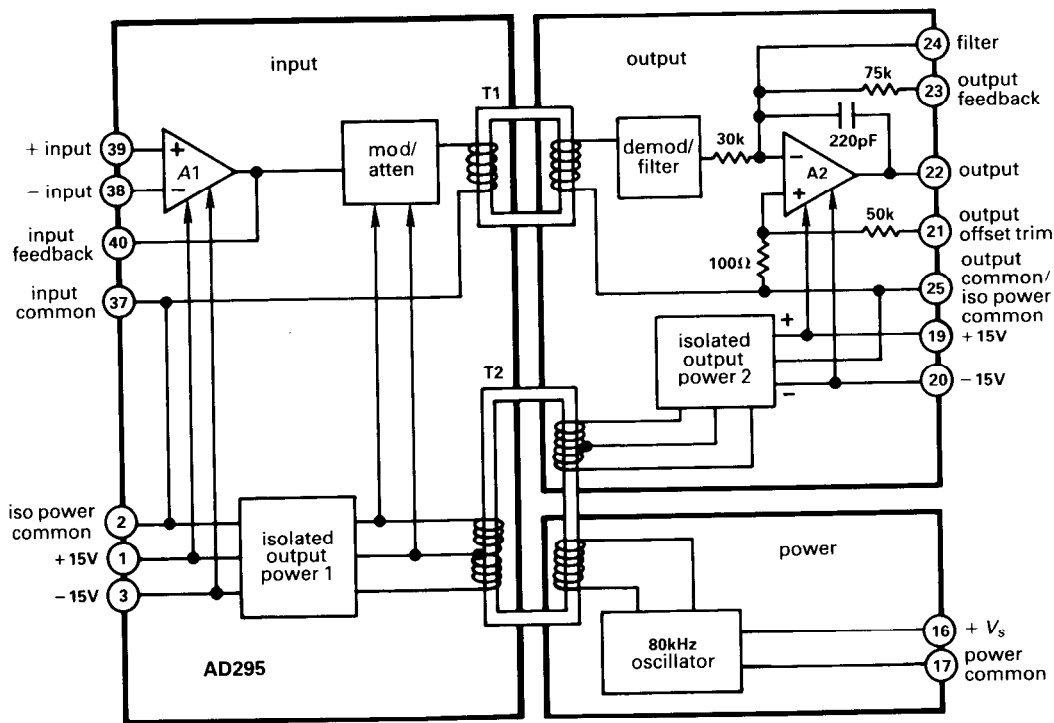 input
output
T1
24
filter
75k
23
output
feedback
220pF
39
+ input
+
A1
−
38
− input
mod/
atten
demod/
filter
30k
−
A2
+
22
output
50k
21
output
offset trim
40
input
feedback
100Ω
37
input
common
25
output
common/
iso power
common
+
isolated
output
power 2
−
19
+15V
20
−15V
T2
iso power
common
2
+15V
1
−15V
3
isolated
output
power 1
power
80kHz
oscillator
16
+ Vs
17
power
common
AD295